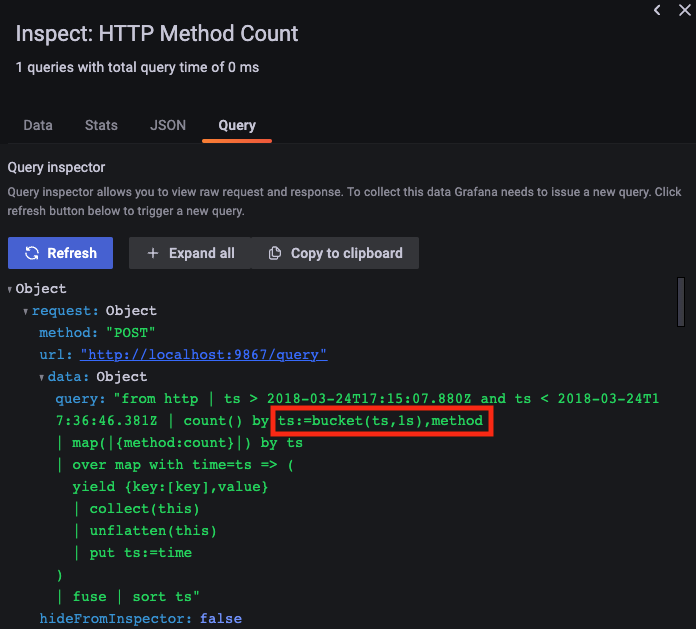 Inspect: HTTP Method Count
1 queries with total query time of 0 ms
Data Stats JSON Query
Query inspector
Query inspector allows you to view raw request and response. To collect this data Grafana needs to issue a new query. Click
refresh button below to trigger a new query.
Refresh + Expand all Copy to clipboard
Object
request: Object
method: "POST"
url: "http://localhost:9867/query"
data: Object
query: "from http | ts > 2018-03-24T17:15:07.880Z and ts < 2018-03-24T1
7:36:46.381Z | count() by ts:=bucket(ts,1s),method
| map(|{method:count}|) by ts
| over map with time=ts => (
yield {key:[key],value}
| collect(this)
| unflatten(this)
| put ts:=time
)
| fuse | sort ts"
hideFromInspector: false